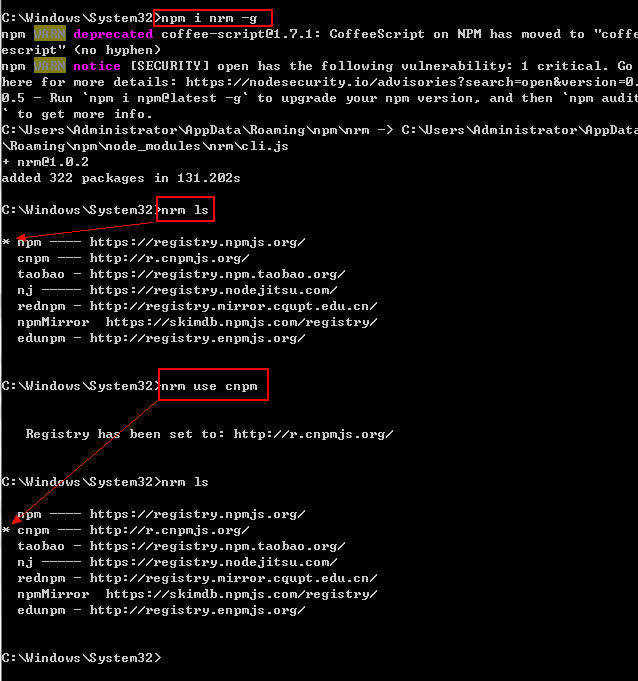 C:\Windows\System32>npm i nrm -g
npm WARN deprecated coffee-script@1.7.1: CoffeeScript on NPM has moved to "coffe
escript" (no hyphen)
npm WARN notice [SECURITY] open has the following vulnerability: 1 critical. Go
here for more details: https://nodesecurity.io/advisories?search=open&version=0.
0.5 - Run `npm i npm@latest -g` to upgrade your npm version, and then `npm audit
` to get more info.
C:\Users\Administrator\AppData\Roaming\npm\nrm -> C:\Users\Administrator\AppData
\Roaming\npm\node_modules\nrm\cli.js
+ nrm@1.0.2
added 322 packages in 131.202s
C:\Windows\System32>nrm ls
* npm ---- https://registry.npmjs.org/
cnpm --- http://r.cnpmjs.org/
taobao - https://registry.npm.taobao.org/
nj ----- https://registry.nodejitsu.com/
rednpm - http://registry.mirror.cqupt.edu.cn/
npmMirror  https://skimdb.npmjs.com/registry/
edunpm - http://registry.enpmjs.org/
C:\Windows\System32>nrm use cnpm
Registry has been set to: http://r.cnpmjs.org/
C:\Windows\System32>nrm ls
npm ---- https://registry.npmjs.org/
* cnpm --- http://r.cnpmjs.org/
taobao - https://registry.npm.taobao.org/
nj ----- https://registry.nodejitsu.com/
rednpm - http://registry.mirror.cqupt.edu.cn/
npmMirror  https://skimdb.npmjs.com/registry/
edunpm - http://registry.enpmjs.org/
C:\Windows\System32>